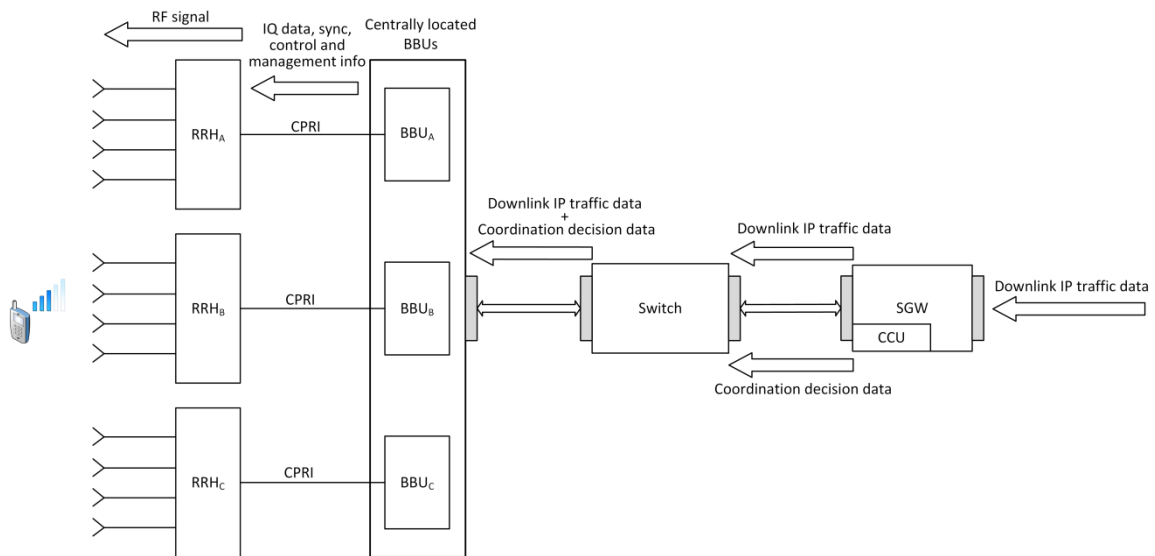 RF signal
IQ data, sync,
control and
management info
Centrally located
BBUs
RRHA
CPRI
BBUA
Downlink IP traffic data
+
Coordination decision data
Downlink IP traffic data
RRHB
CPRI
BBUB
Switch
SGW
CCU
Downlink IP traffic data
Coordination decision data
RRHC
CPRI
BBUC